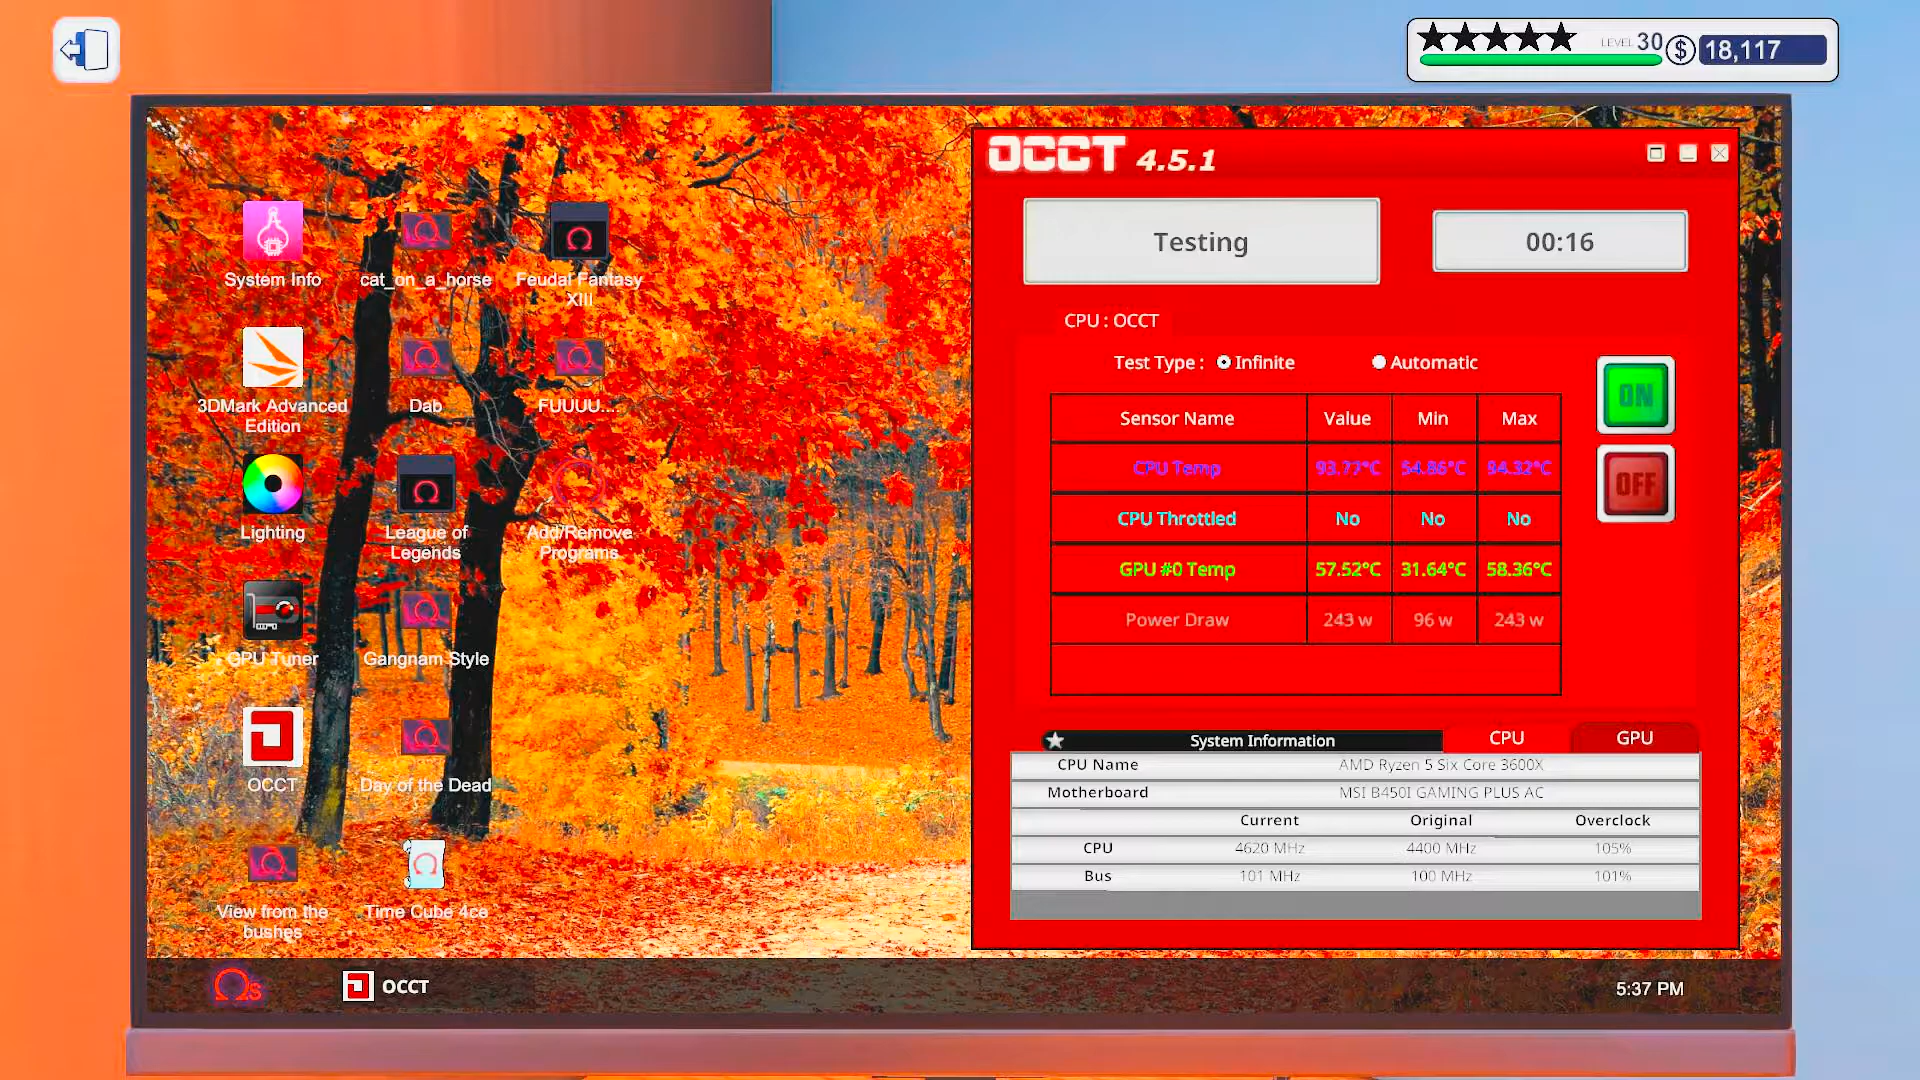 LEVEL 30 $ 18,117
OCCT 4.5.1
Testing
00:16
CPU : OCCT
Test Type : Infinite Automatic
ON
OFF
Sensor Name Value Min Max
CPU Temp 93.77°C 54.86°C 94.32°C
CPU Throttled No No No
GPU #0 Temp 57.52°C 31.64°C 58.36°C
Power Draw 243 w 96 w 243 w
System Information CPU GPU
CPU Name AMD Ryzen 5 Six Core 3600X
Motherboard MSI B450I GAMING PLUS AC
Current Original Overclock
CPU 4620 MHz 4400 MHz 105%
Bus 101 MHz 100 MHz 101%
System Info
cat_on_a_horse
Feudal Fantasy
XIII
3DMark Advanced
Edition
Dab
FUUUU....
Lighting
League of
Legends
Add/Remove
Programs
GPU Tuner
Gangnam Style
OCCT
Day of the Dead
View from the
bushes
Time Cube 4ce
Ωs
OCCT
5:37 PM